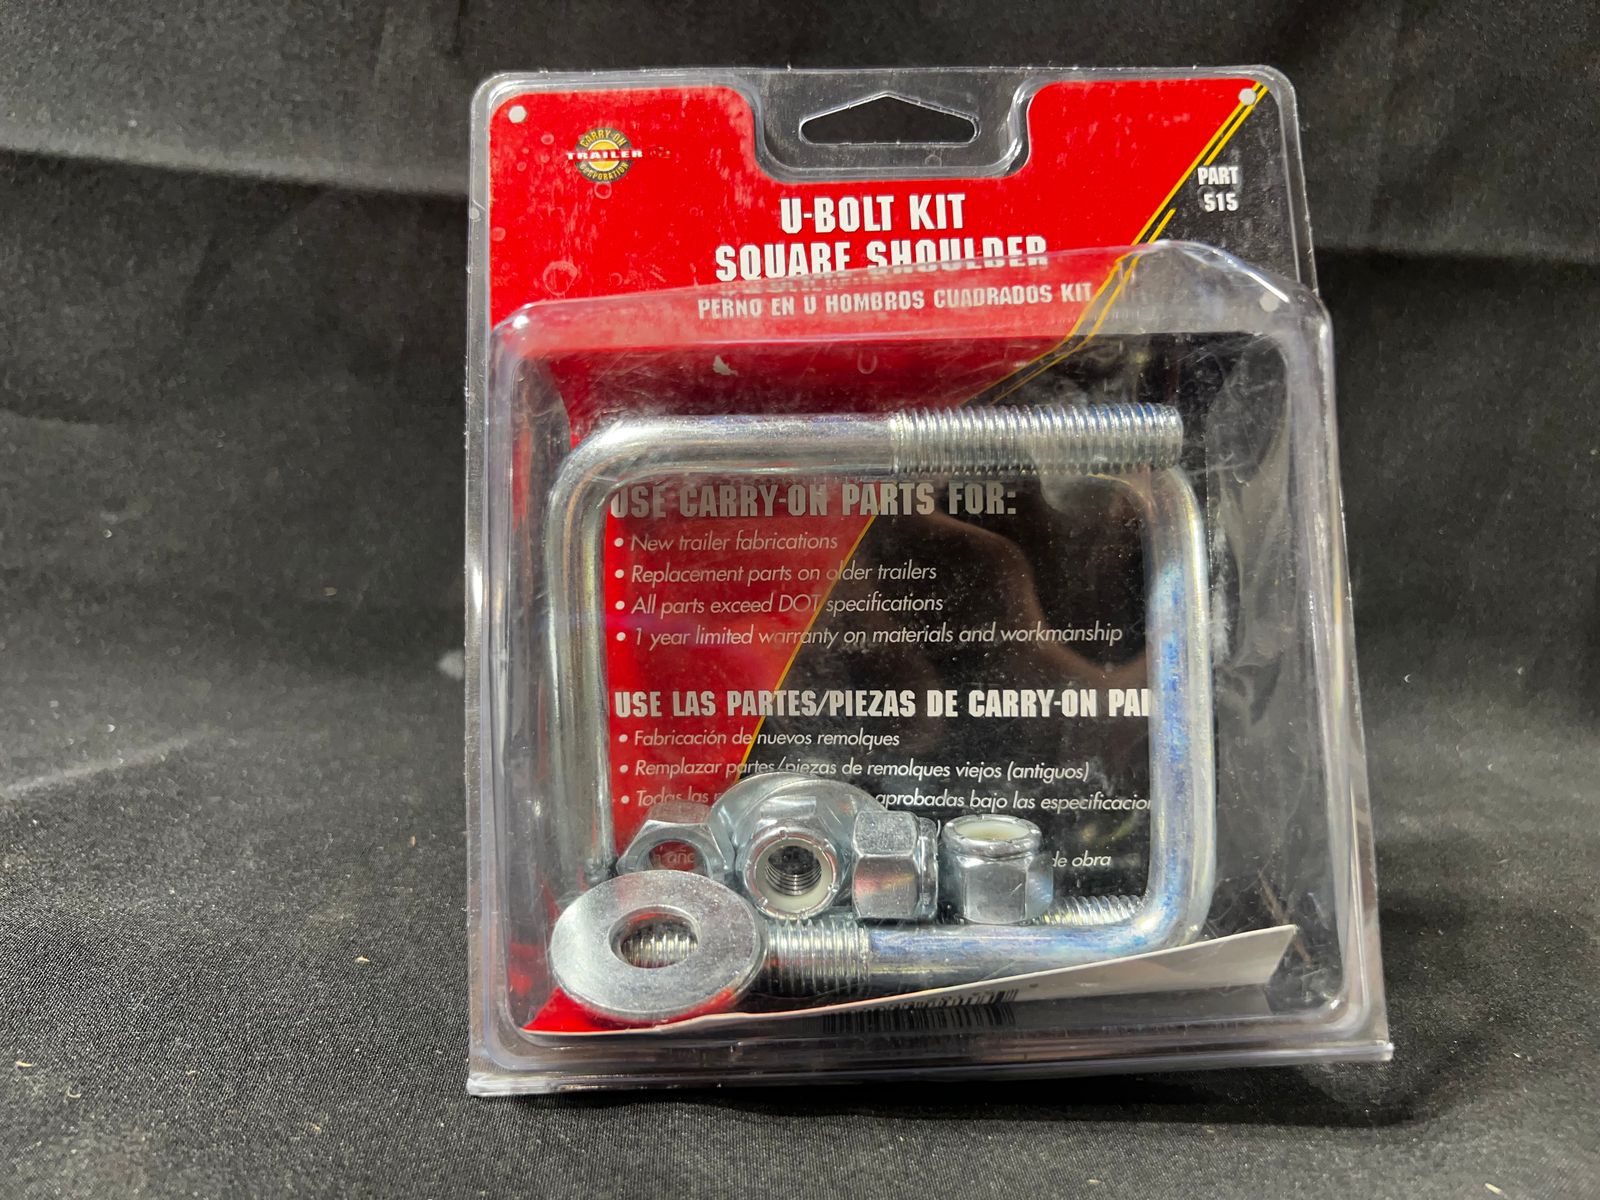 CARRY-ON
TRAILER
CORPORATION
PART
515
U-BOLT KIT
SQUARE SHOULDER
PERNO EN U HOMBROS CUADRADOS KIT
USE CARRY-ON PARTS FOR:
• New trailer fabrications
• Replacement parts on older trailers
• All parts exceed DOT specifications
• 1 year limited warranty on materials and workmanship
USE LAS PARTES/PIEZAS DE CARRY-ON
• Fabricación de nuevos remolques
• Remplazar partes/piezas de remolques viejos (antiguos)
• Todas las aprobadas bajo las
año de obra